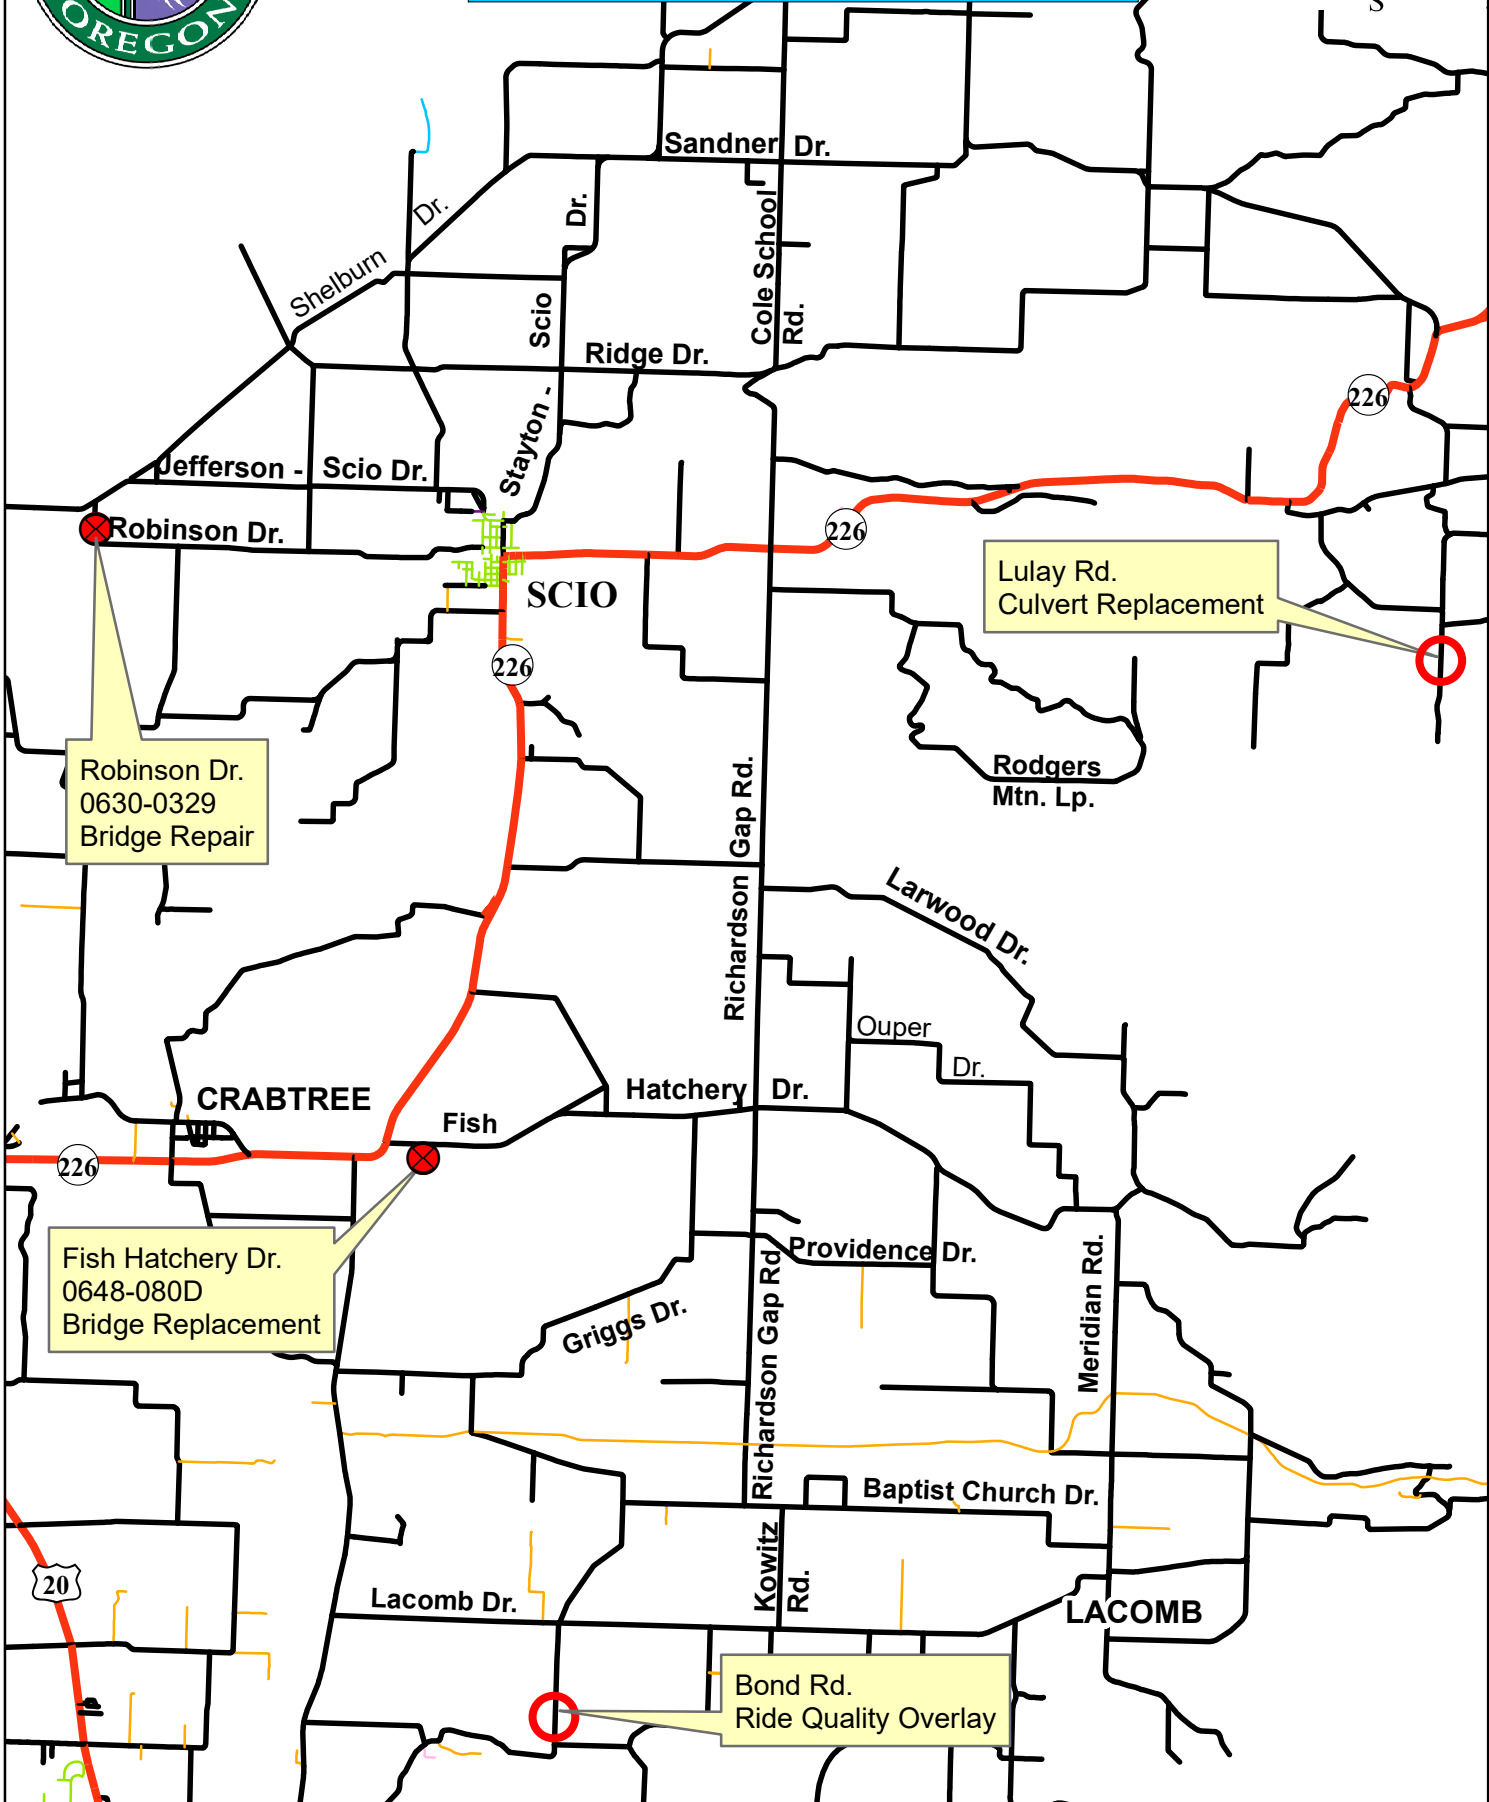 OREGON
S
Sandner Dr.
Dr.
Dr.
Shelburn
Cole School
Rd.
Scio
Ridge Dr.
Stayton -
226
Jefferson - Scio Dr.
Robinson Dr.
226
SCIO
Lulay Rd.
Culvert Replacement
226
Robinson Dr.
0630-0329
Bridge Repair
Rodgers
Mtn. Lp.
Richardson Gap Rd.
Larwood Dr.
Ouper
Dr.
CRABTREE
Hatchery Dr.
Fish
226
Fish Hatchery Dr.
0648-080D
Bridge Replacement
Providence Dr.
Griggs Dr.
Richardson Gap Rd
Meridian Rd.
Baptist Church Dr.
Kowitz
Rd.
20
Lacomb Dr.
LACOMB
Bond Rd.
Ride Quality Overlay